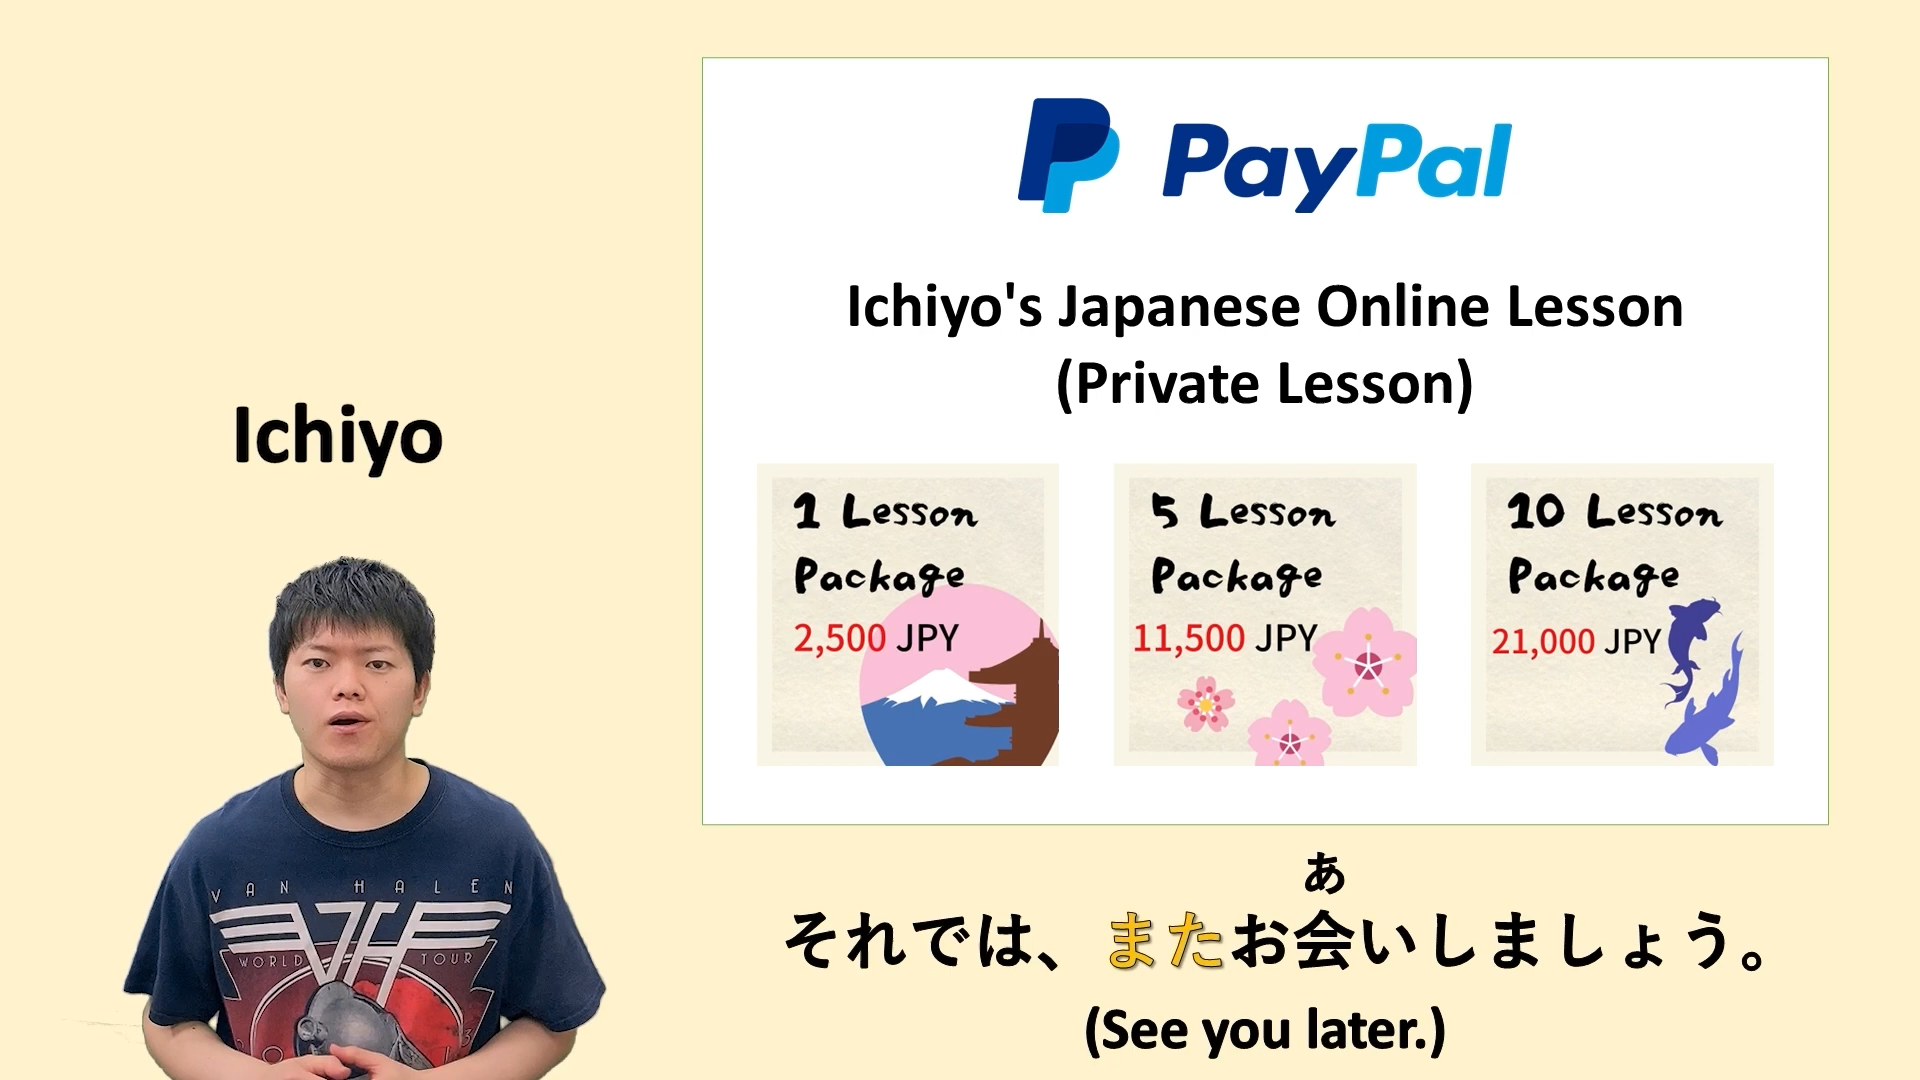 PayPal
Ichiyo's Japanese Online Lesson
(Private Lesson)
Ichiyo
1 Lesson
Package
2,500 JPY
5 Lesson
Package
11,500 JPY
10 Lesson
Package
21,000 JPY
VAN HALEN
WORLD TOUR
あ
それでは、またお会いしましょう。
(See you later.)